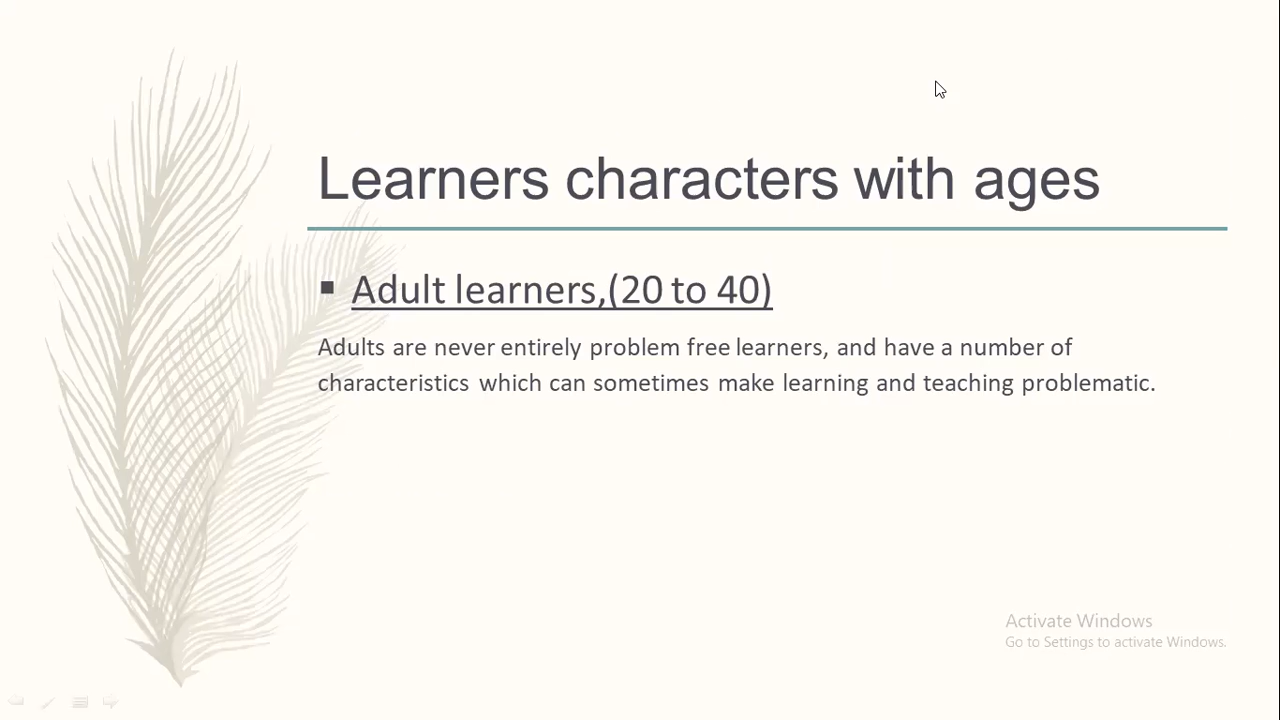 Learners characters with ages
▪ Adult learners,(20 to 40)
Adults are never entirely problem free learners, and have a number of
characteristics which can sometimes make learning and teaching problematic.
Activate Windows
Go to Settings to activate Windows.